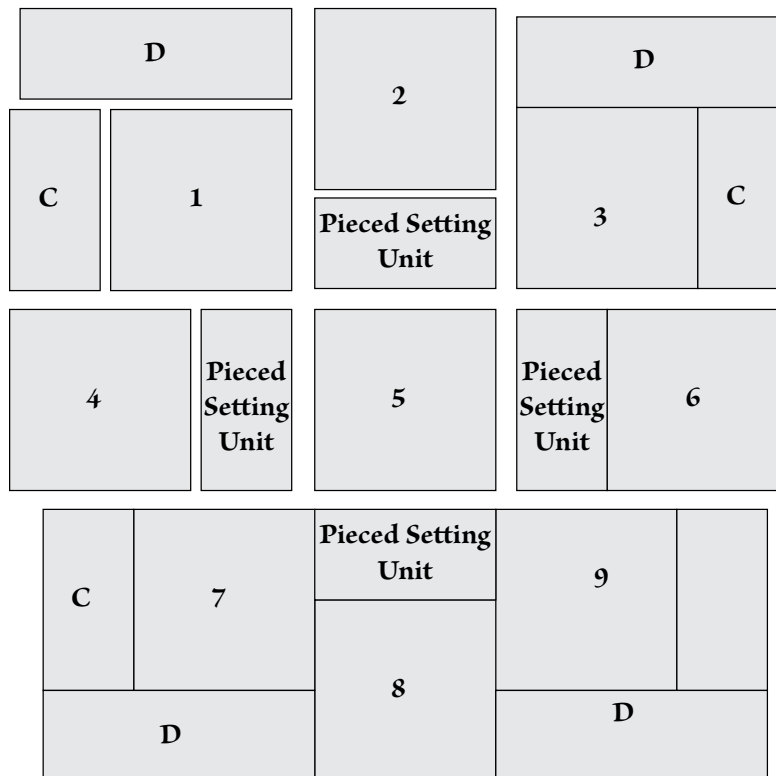 D
2
D
C
1
Pieced Setting
Unit
3
C
4
Pieced
Setting
Unit
5
Pieced
Setting
Unit
6
C
7
Pieced Setting
Unit
9
8
D
D